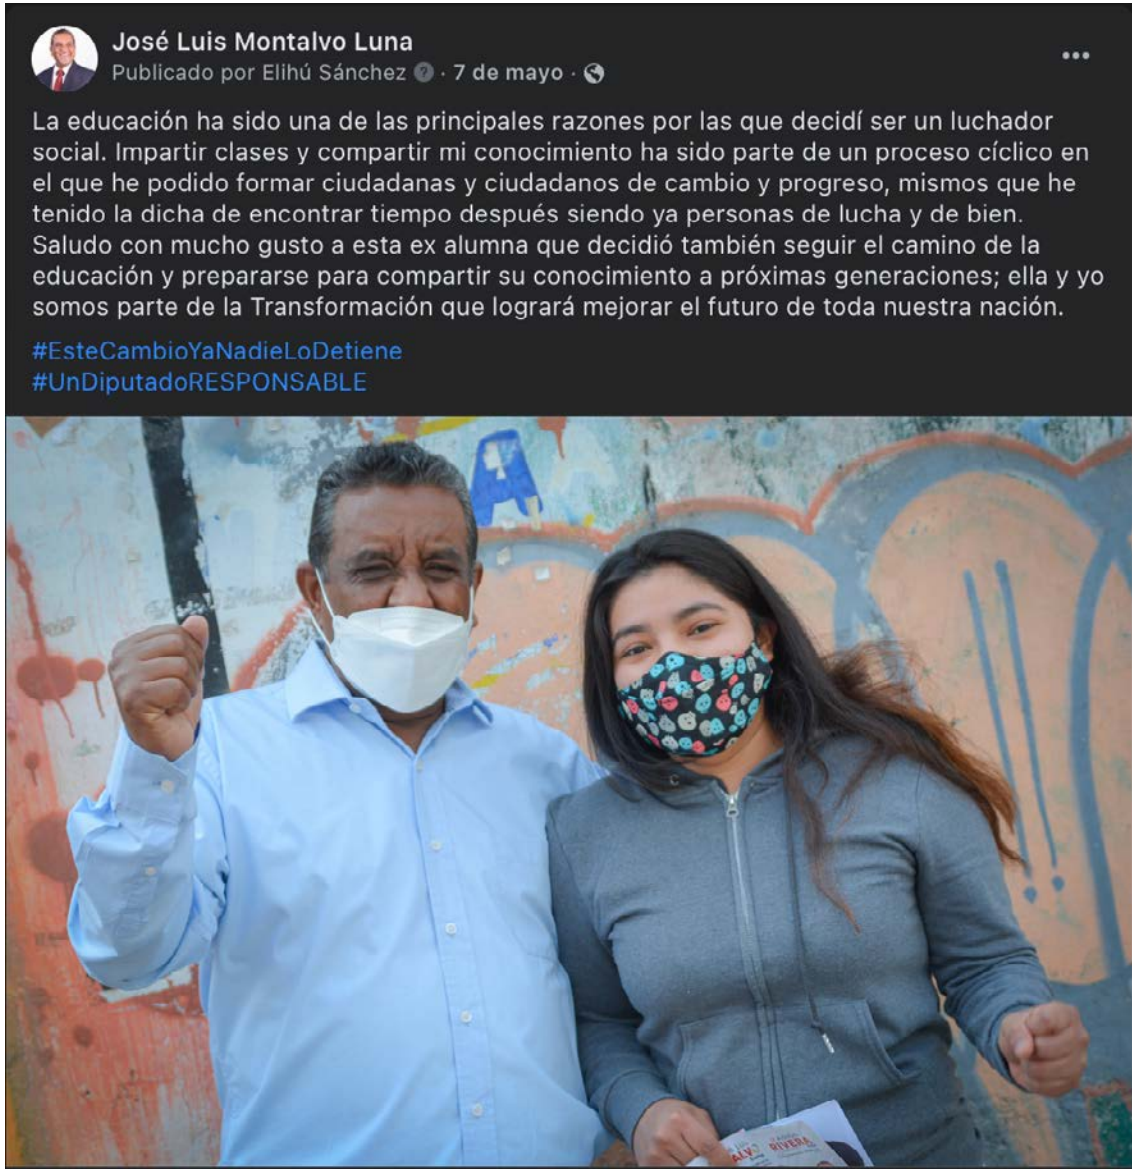 José Luis Montalvo Luna
Publicado por Elihú Sánchez · 7 de mayo ·
La educación ha sido una de las principales razones por las que decidí ser un luchador
social. Impartir clases y compartir mi conocimiento ha sido parte de un proceso cíclico en
el que he podido formar ciudadanas y ciudadanos de cambio y progreso, mismos que he
tenido la dicha de encontrar tiempo después siendo ya personas de lucha y de bien.
Saludo con mucho gusto a esta ex alumna que decidió también seguir el camino de la
educación y prepararse para compartir su conocimiento a próximas generaciones; ella y yo
somos parte de la Transformación que logrará mejorar el futuro de toda nuestra nación.
#EsteCambioYaNadieLoDetiene
#UnDiputadoRESPONSABLE
RIVERA